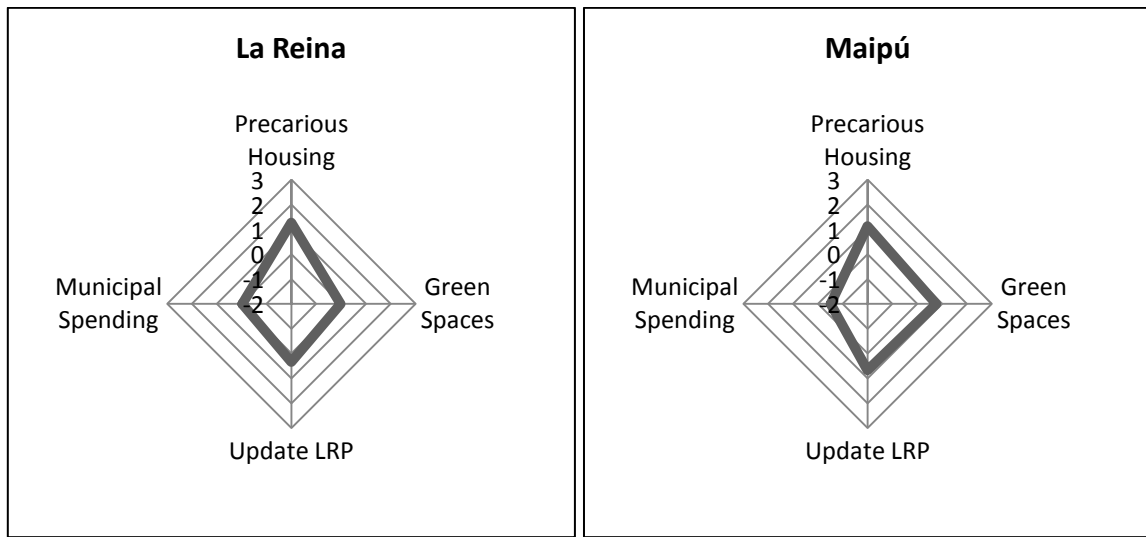 La Reina
Precarious
Housing
3
2
1
0
-1
-2
Municipal
Spending
Green
Spaces
Update LRP
Maipú
Precarious
Housing
3
2
1
0
-1
-2
Municipal
Spending
Green
Spaces
Update LRP